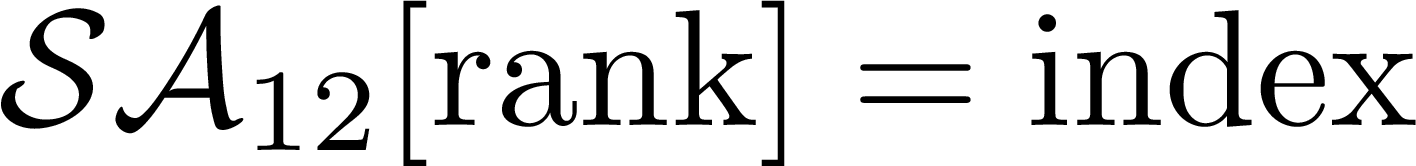 𝒮𝒜₁₂[rank] = index